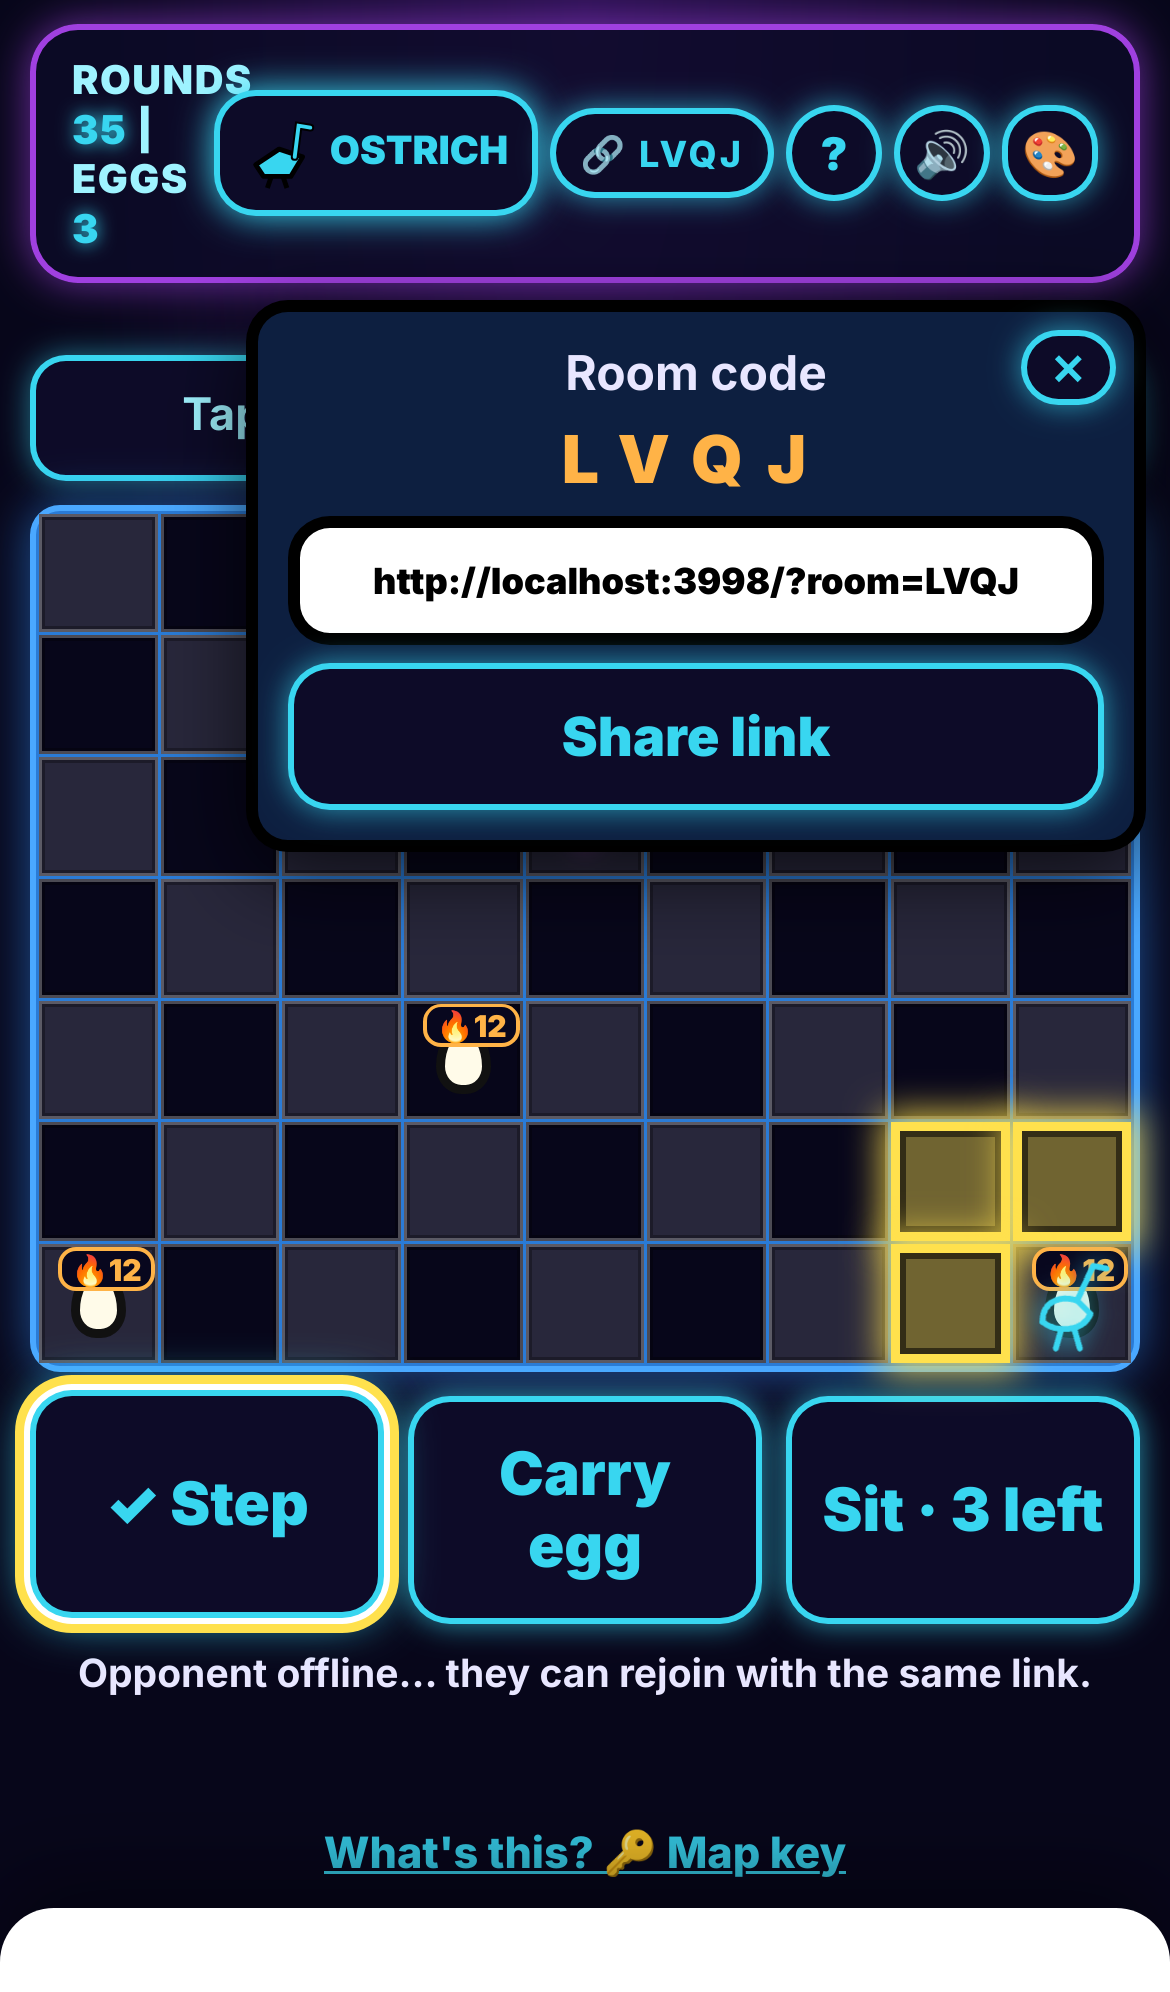 ROUNDS
35 |
EGGS
3
OSTRICH
LVQJ
?
Room code
LVQJ
http://localhost:3998/?room=LVQJ
Share link
Tap
12
12
12
✓ Step
Carry
egg
Sit · 3 left
Opponent offline... they can rejoin with the same link.
What's this? 🔑 Map key